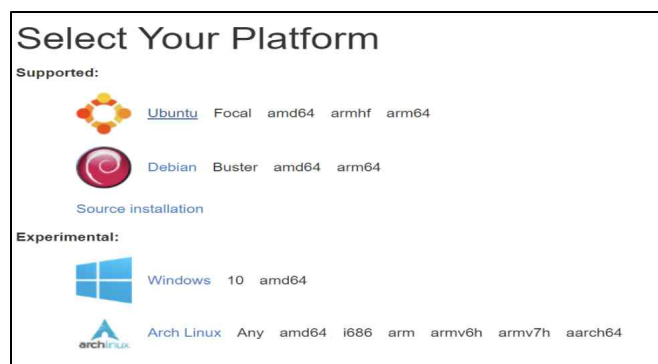 Select Your Platform
Supported:
Ubuntu Focal amd64 armhf arm64
Debian Buster amd64 arm64
Source installation
Experimental:
Windows 10 amd64
Arch Linux Any amd64 i686 arm armv6h armv7h aarch64
archlinux